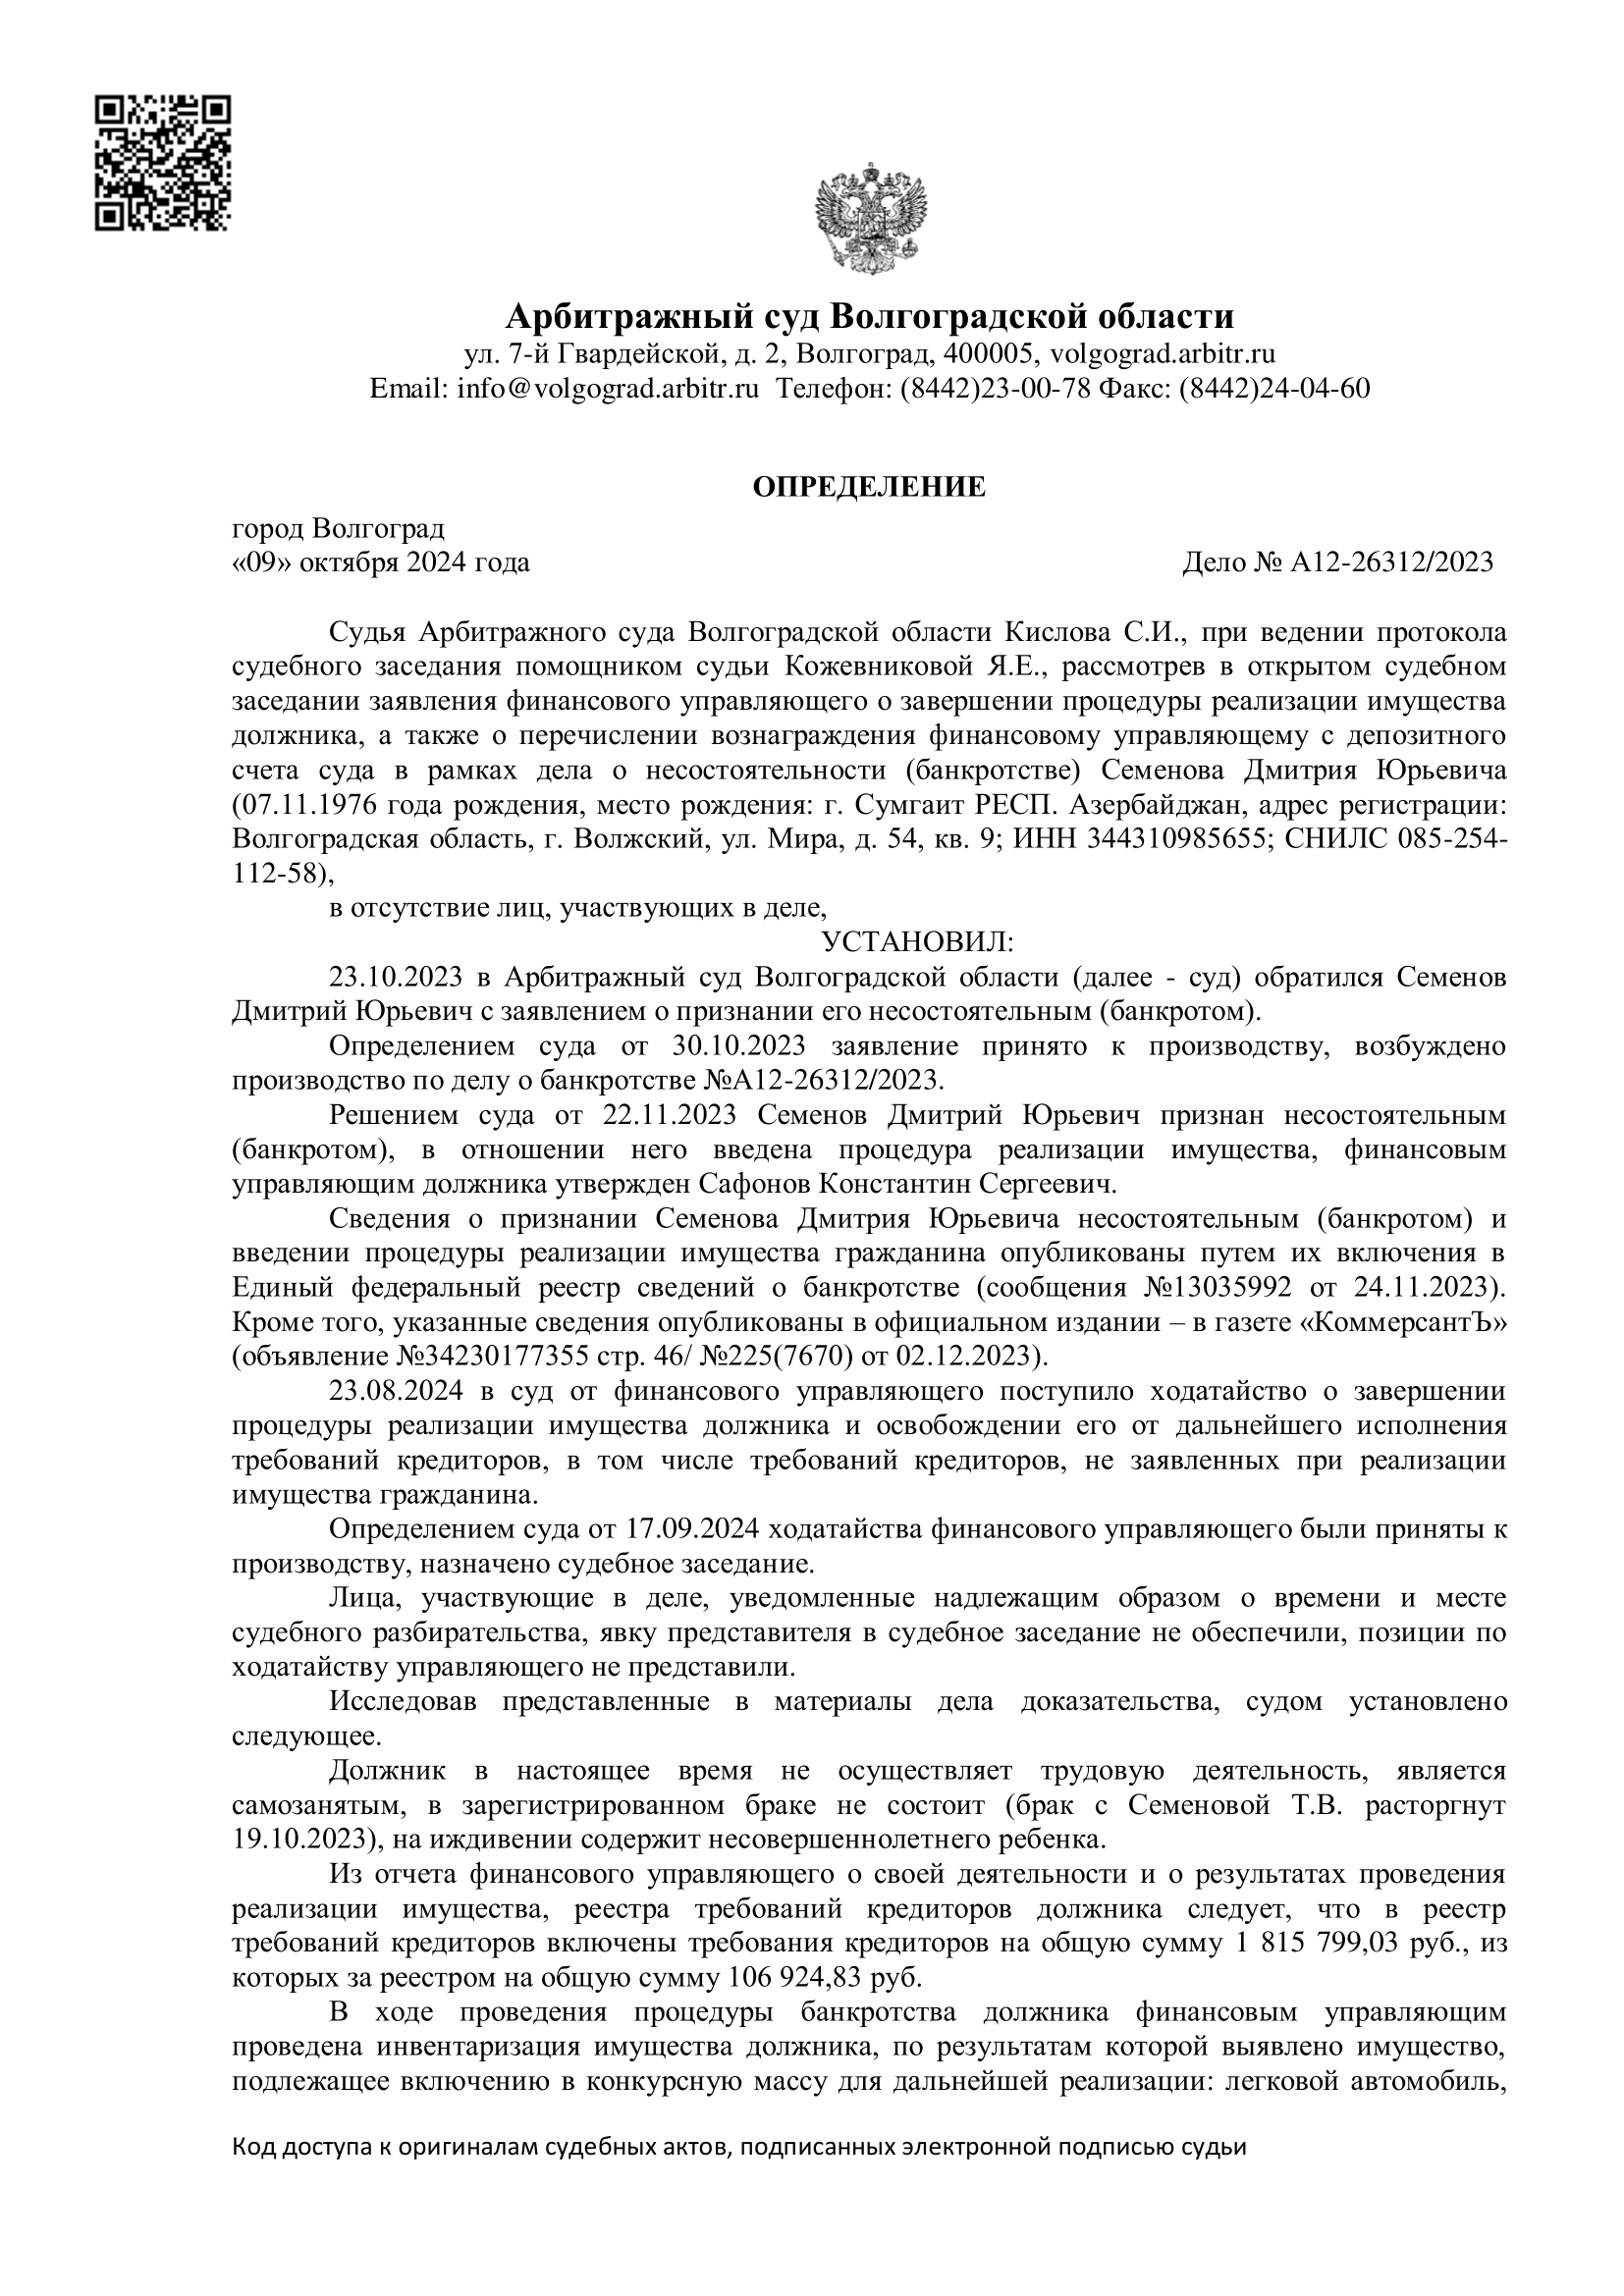 Арбитражный суд Волгоградской области
ул. 7-й Гвардейской, д. 2, Волгоград, 400005, volgograd.arbitr.ru
Email: info@volgograd.arbitr.ru Телефон: (8442)23-00-78 Факс: (8442)24-04-60
ОПРЕДЕЛЕНИЕ
город Волгоград
«09» октября 2024 года Дело № А12-26312/2023
Судья Арбитражного суда Волгоградской области Кислова С.И., при ведении протокола
судебного заседания помощником судьи Кожевниковой Я.Е., рассмотрев в открытом судебном
заседании заявления финансового управляющего о завершении процедуры реализации имущества
должника, а также о перечислении вознаграждения финансовому управляющему с депозитного
счета суда в рамках дела о несостоятельности (банкротстве) Семенова Дмитрия Юрьевича
(07.11.1976 года рождения, место рождения: г. Сумгаит РЕСП. Азербайджан, адрес регистрации:
Волгоградская область, г. Волжский, ул. Мира, д. 54, кв. 9; ИНН 344310985655; СНИЛС 085-254-
112-58),
в отсутствие лиц, участвующих в деле,
УСТАНОВИЛ:
23.10.2023 в Арбитражный суд Волгоградской области (далее - суд) обратился Семенов
Дмитрий Юрьевич с заявлением о признании его несостоятельным (банкротом).
Определением суда от 30.10.2023 заявление принято к производству, возбуждено
производство по делу о банкротстве №А12-26312/2023.
Решением суда от 22.11.2023 Семенов Дмитрий Юрьевич признан несостоятельным
(банкротом), в отношении него введена процедура реализации имущества, финансовым
управляющим должника утвержден Сафонов Константин Сергеевич.
Сведения о признании Семенова Дмитрия Юрьевича несостоятельным (банкротом) и
введении процедуры реализации имущества гражданина опубликованы путем их включения в
Единый федеральный реестр сведений о банкротстве (сообщения №13035992 от 24.11.2023).
Кроме того, указанные сведения опубликованы в официальном издании – в газете «КоммерсантЪ»
(объявление №34230177355 стр. 46/ №225(7670) от 02.12.2023).
23.08.2024 в суд от финансового управляющего поступило ходатайство о завершении
процедуры реализации имущества должника и освобождении его от дальнейшего исполнения
требований кредиторов, в том числе требований кредиторов, не заявленных при реализации
имущества гражданина.
Определением суда от 17.09.2024 ходатайства финансового управляющего были приняты к
производству, назначено судебное заседание.
Лица, участвующие в деле, уведомленные надлежащим образом о времени и месте
судебного разбирательства, явку представителя в судебное заседание не обеспечили, позиции по
ходатайству управляющего не представили.
Исследовав представленные в материалы дела доказательства, судом установлено
следующее.
Должник в настоящее время не осуществляет трудовую деятельность, является
самозанятым, в зарегистрированном браке не состоит (брак с Семеновой Т.В. расторгнут
19.10.2023), на иждивении содержит несовершеннолетнего ребенка.
Из отчета финансового управляющего о своей деятельности и о результатах проведения
реализации имущества, реестра требований кредиторов должника следует, что в реестр
требований кредиторов включены требования кредиторов на общую сумму 1 815 799,03 руб., из
которых за реестром на общую сумму 106 924,83 руб.
В ходе проведения процедуры банкротства должника финансовым управляющим
проведена инвентаризация имущества должника, по результатам которой выявлено имущество,
подлежащее включению в конкурсную массу для дальнейшей реализации: легковой автомобиль,
Код доступа к оригиналам судебных актов, подписанных электронной подписью судьи